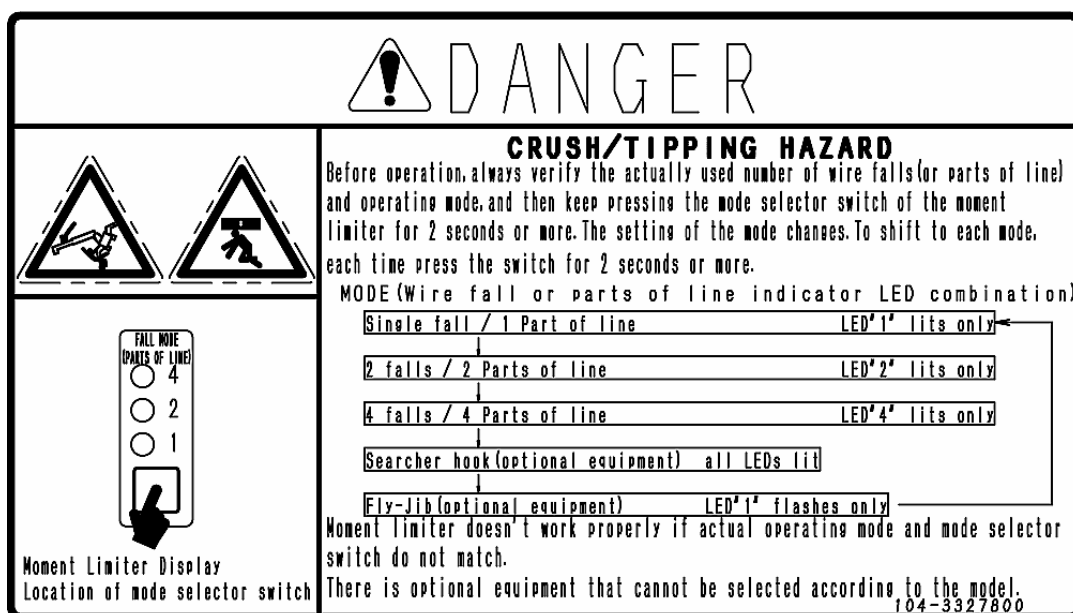 DANGER
CRUSH/TIPPING HAZARD
Before operation, always verify the actually used number of wire falls(or parts of line)
and operating mode, and then keep pressing the mode selector switch of the moment
limiter for 2 seconds or more. The setting of the mode changes. To shift to each mode,
each time press the switch for 2 seconds or more.
MODE(Wire fall or parts of line indicator LED combination)
Single fall / 1 Part of line LED"1" lits only
2 falls / 2 Parts of line LED"2" lits only
4 falls / 4 Parts of line LED"4" lits only
Searcher hook(optional equipment) all LEDs lit
Fly-Jib(optional equipment) LED"1" flashes only
Moment limiter doesn't work properly if actual operating mode and mode selector
switch do not match.
There is optional equipment that cannot be selected according to the model.
104-3327800
FALL MODE
(PARTS OF LINE)
4
2
1
Moment Limiter Display
Location of mode selector switch